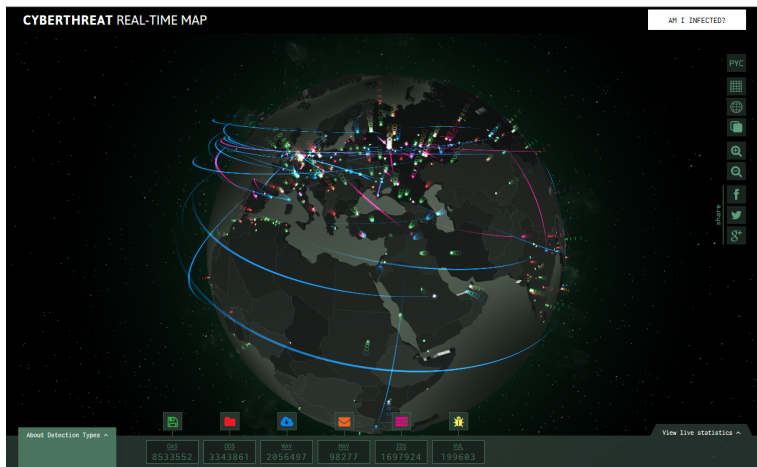 CYBERTHREAT REAL-TIME MAP
AM I INFECTED?
РУС
share
f
g+
About Detection Types
View live statistics
OAS
8533552
ODS
3343861
WAV
2056497
MAV
98277
IDS
1697924
VUL
199603